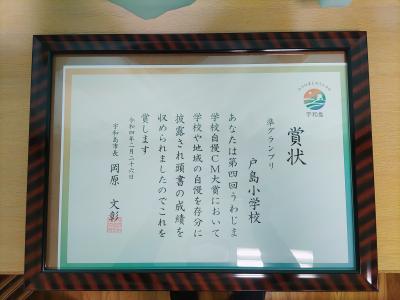 宇和島
賞状
準グランプリ
戸島小学校
あなたは第四回うわじま
学校自慢CM大賞において
学校や地域の自慢を存分に
披露され頭書の成績を
収められましたのでこれを
賞します
令和四年二月二十六日
宇和島市長 岡原 文彰